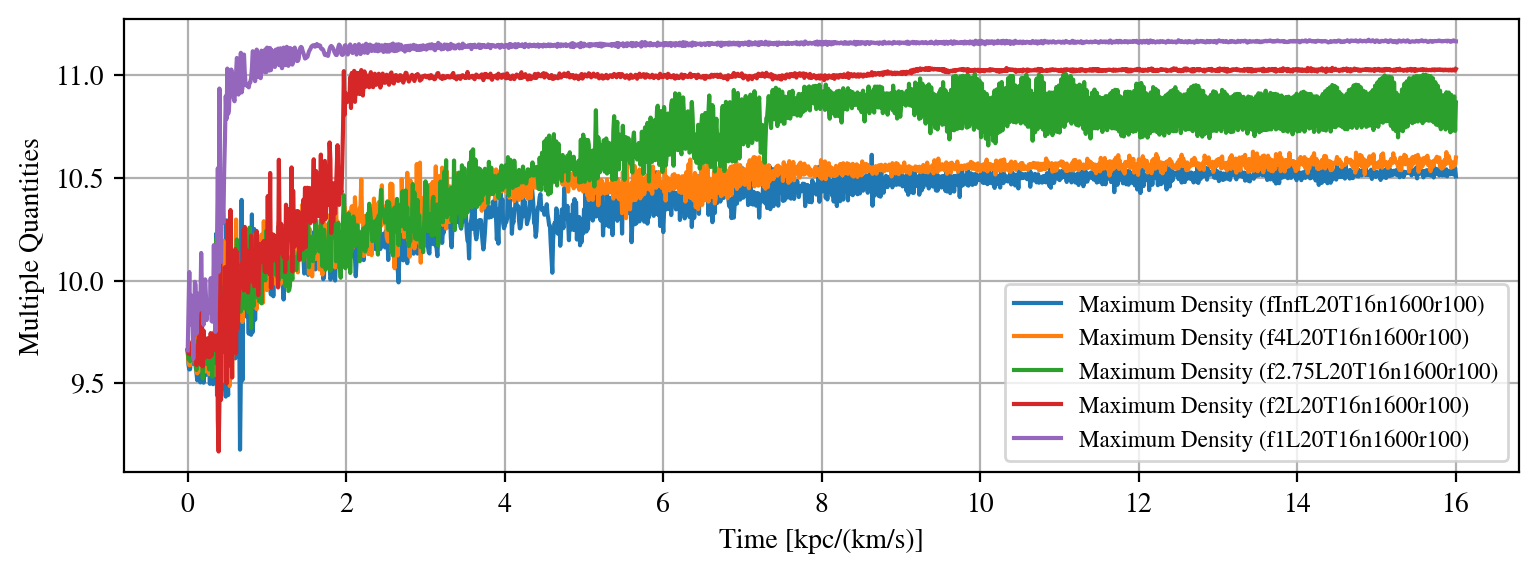 Multiple Quantities
11.0
10.5
10.0
9.5
0 2 4 6 8 10 12 14 16
Time [kpc/(km/s)]
Maximum Density (fInfL20T16n1600r100)
Maximum Density (f4L20T16n1600r100)
Maximum Density (f2.75L20T16n1600r100)
Maximum Density (f2L20T16n1600r100)
Maximum Density (f1L20T16n1600r100)